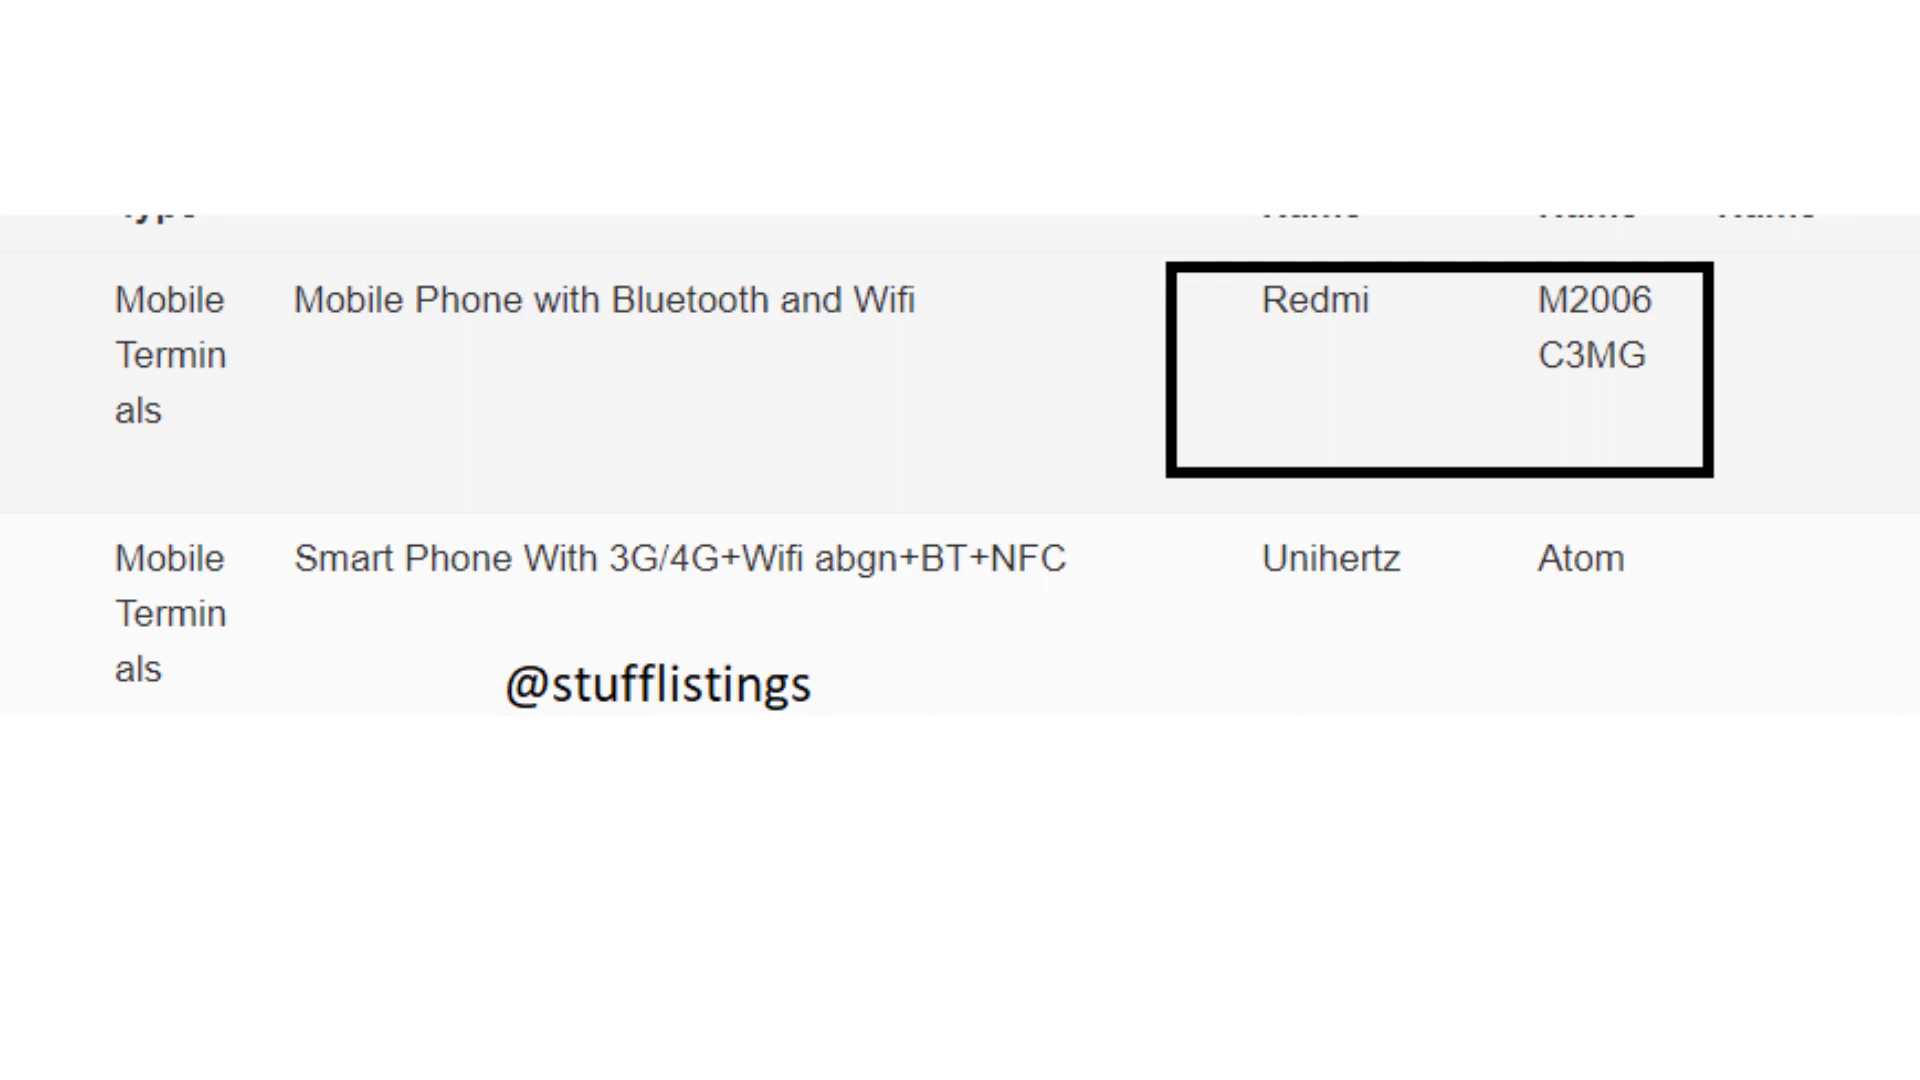 Mobile Phone with Bluetooth and Wifi
Mobile
Termin
als
Redmi
M2006
C3MG
Mobile
Termin
als
Smart Phone With 3G/4G+Wifi abgn+BT+NFC
Unihertz
Atom
@stufflistings